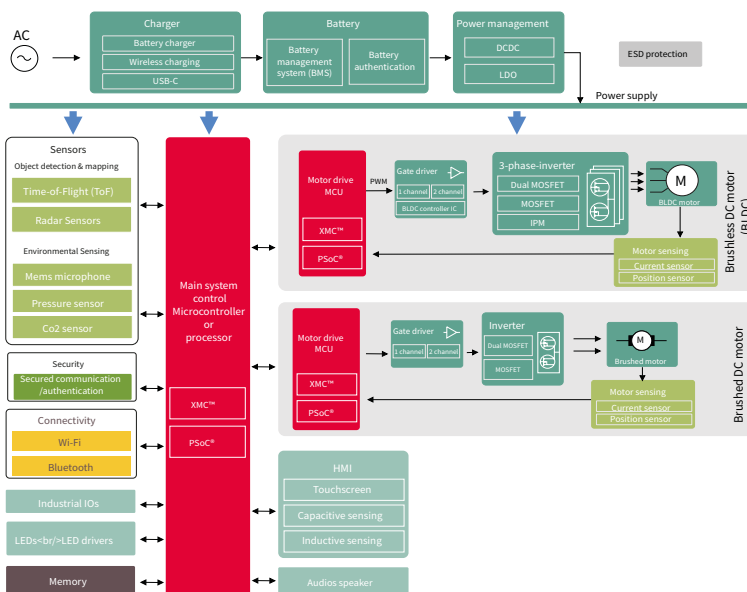 AC
Charger
Battery charger
Wireless charging
USB-C
Battery
Battery
management
system (BMS)
Battery
authentication
Power management
DCDC
LDO
ESD protection
Power supply
Sensors
Object detection & mapping
Time-of-Flight (ToF)
Radar Sensors
Environmental Sensing
Mems microphone
Pressure sensor
Co2 sensor
Security
Secured communication
/authentication
Connectivity
Wi-Fi
Bluetooth
Industrial IOs
LEDs<br/>LED drivers
Memory
Main system
control
Microcontroller
or
processor
XMC™
PSoC®
Motor drive
MCU
XMC™
PSoC®
PWM
Gate driver
1 channel
2 channel
BLDC controller IC
3-phase-inverter
Dual MOSFET
MOSFET
IPM
M
BLDC motor
Motor sensing
Current sensor
Position sensor
Brushless DC motor
(BLDC)
Motor drive
MCU
XMC™
PSoC®
Gate driver
1 channel
2 channel
Inverter
Dual MOSFET
MOSFET
M
Brushed motor
Motor sensing
Current sensor
Position sensor
Brushed DC motor
HMI
Touchscreen
Capacitive sensing
Inductive sensing
Audios speaker